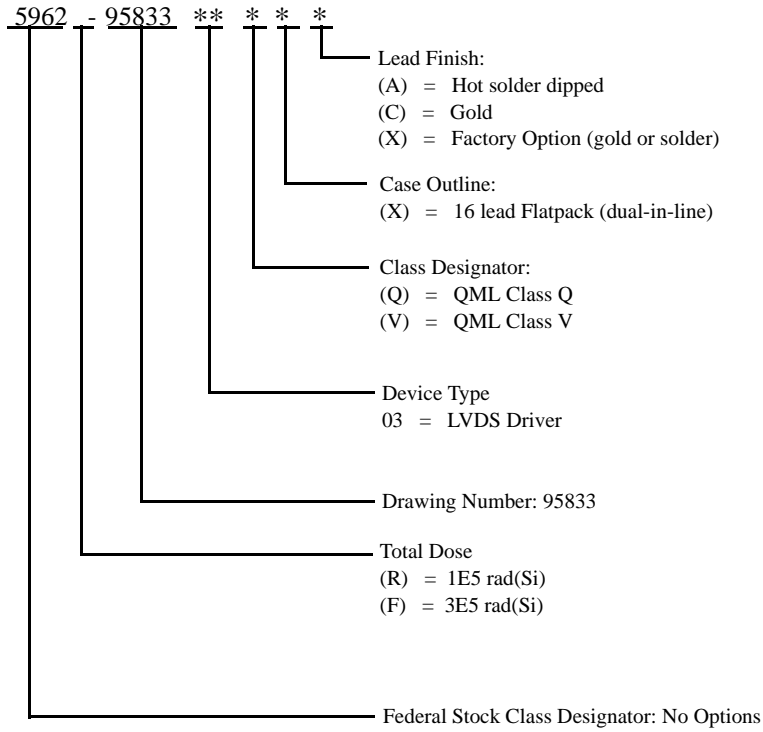 5962 - 95833 ** * * *
Lead Finish:
(A) = Hot solder dipped
(C) = Gold
(X) = Factory Option (gold or solder)
Case Outline:
(X) = 16 lead Flatpack (dual-in-line)
Class Designator:
(Q) = QML Class Q
(V) = QML Class V
Device Type
03 = LVDS Driver
Drawing Number: 95833
Total Dose
(R) = 1E5 rad(Si)
(F) = 3E5 rad(Si)
Federal Stock Class Designator: No Options